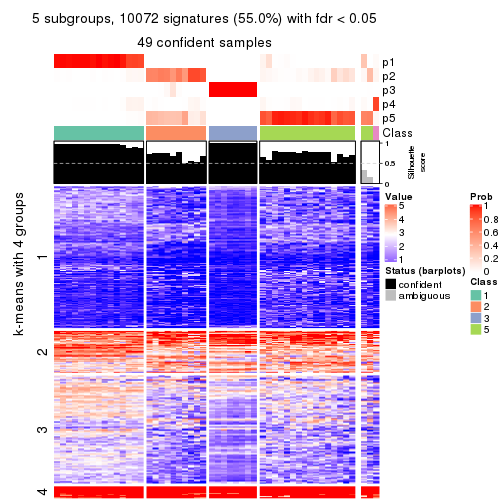 5 subgroups, 10072 signatures (55.0%) with fdr < 0.05
49 confident samples
p1
p2
p3
p4
p5
Class
1
0.5
0
Silhouette
score
k-means with 4 groups
1
2
3
4
Value
5
4
3
2
1
Status (barplots)
confident
ambiguous
Prob
1
0.8
0.6
0.4
0.2
0
Class
1
2
3
5